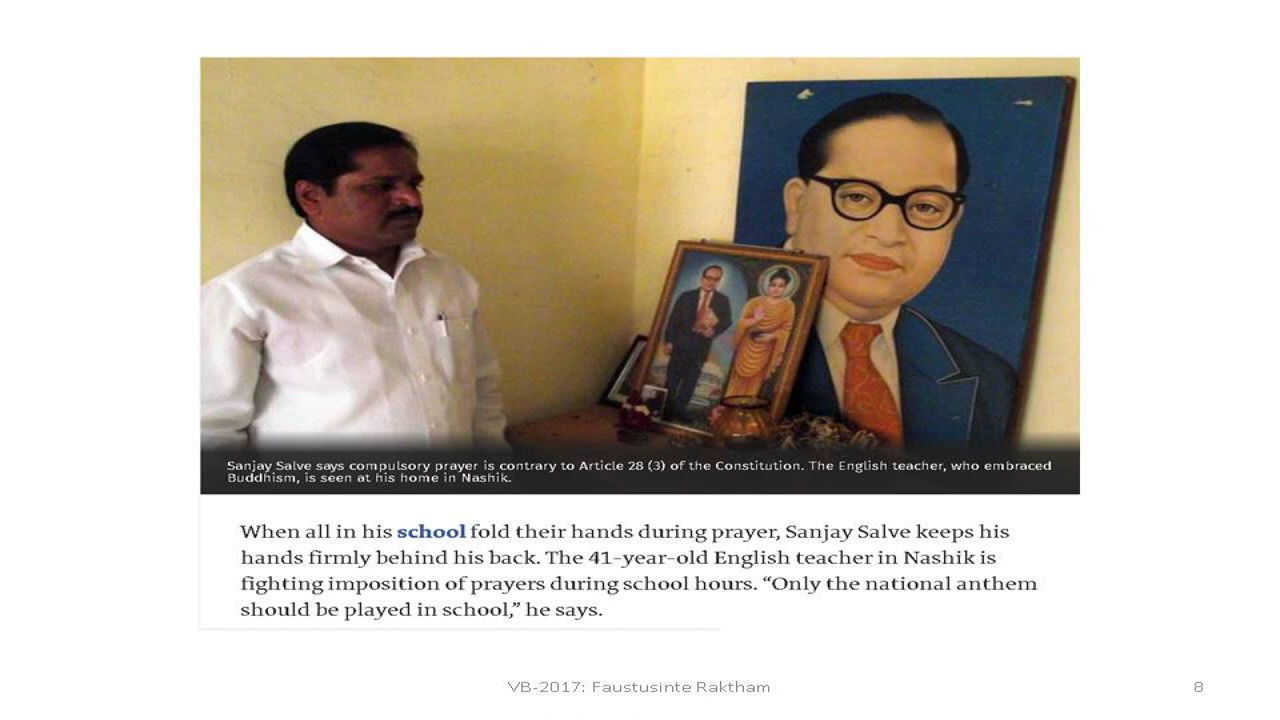 Sanjay Salve says compulsory prayer is contrary to Article 28 (3) of the Constitution. The English teacher, who embraced
Buddhism, is seen at his home in Nashik.
When all in his school fold their hands during prayer, Sanjay Salve keeps his
hands firmly behind his back. The 41-year-old English teacher in Nashik is
fighting imposition of prayers during school hours. “Only the national anthem
should be played in school,” he says.
VB-2017: Faustusinte Raktham
8